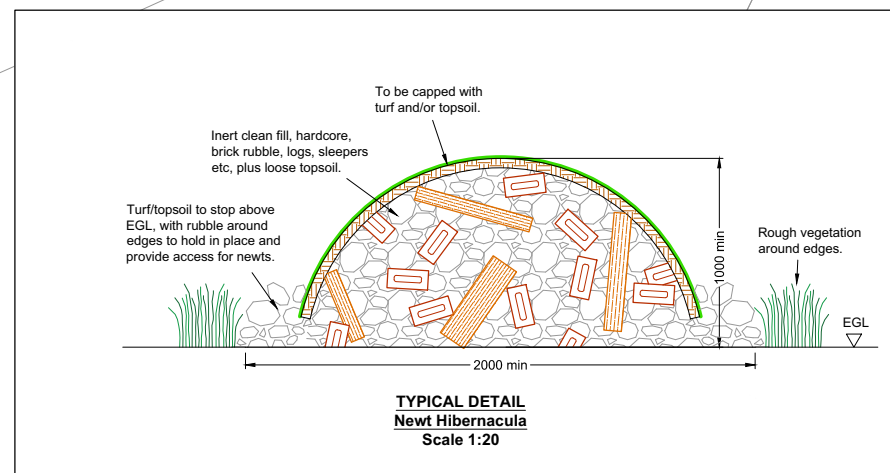 To be capped with
turf and/or topsoil.
Inert clean fill, hardcore,
brick rubble, logs, sleepers
etc, plus loose topsoil.
Turf/topsoil to stop above
EGL, with rubble around
edges to hold in place and
provide access for newts.
1000 min
Rough vegetation
around edges.
EGL
2000 min
TYPICAL DETAIL
Newt Hibernacula
Scale 1:20